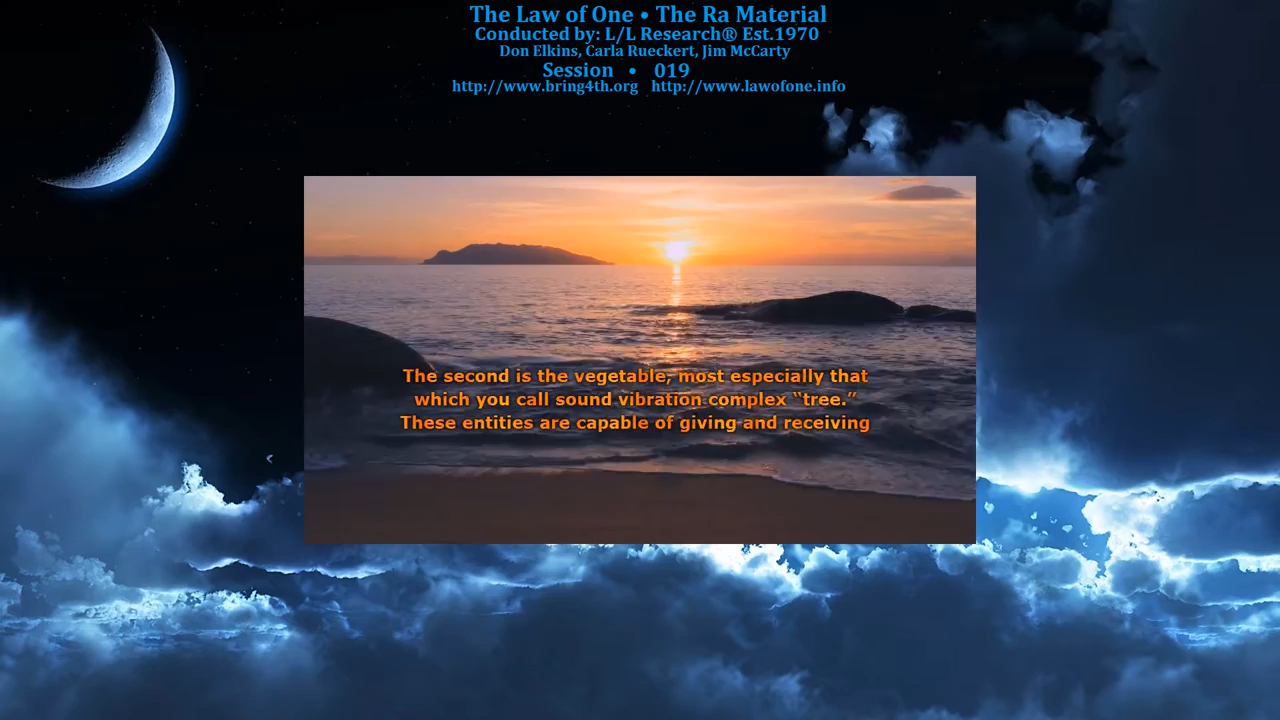 The Law of One • The Ra Material
Conducted by: L/L Research® Est.1970
Don Elkins, Carla Rueckert, Jim McCarty
Session • 019
http://www.bring4th.org http://www.lawofone.info
The second is the vegetable, most especially that
which you call sound vibration complex “tree.”
These entities are capable of giving and receiving